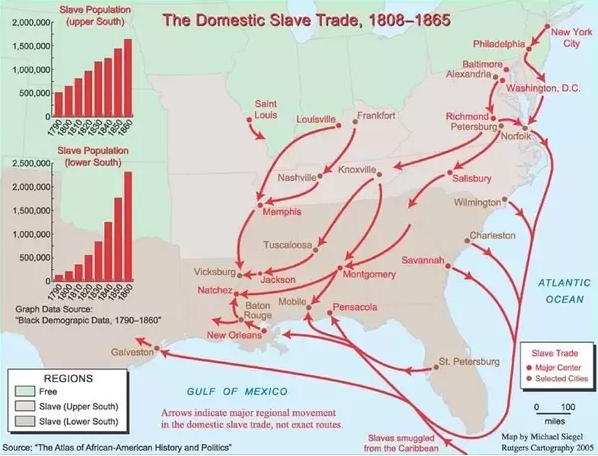 The Domestic Slave Trade, 1808–1865
Slave Population
(upper South)
2,000,000
1,500,000
1,000,000
500,000
0
1790
1800
1810
1820
1830
1840
1850
1860
Slave Population
(lower South)
2,500,000
2,000,000
1,500,000
1,000,000
500,000
0
1790
1800
1810
1820
1830
1840
1850
1860
Graph Data Source:
"Black Demograpic Data, 1790–1860"
New York
City
Philadelphia
Baltimore
Alexandria
Washington, D.C.
Saint
Louis
Louisville
Frankfort
Richmond
Petersburg
Norfolk
Nashville
Knoxville
Salisbury
Memphis
Wilmington
Tuscaloosa
Charleston
Vicksburg
Jackson
Montgomery
Savannah
Natchez
Baton
Rouge
Mobile
Pensacola
New Orleans
Galveston
St. Petersburg
ATLANTIC
OCEAN
GULF OF MEXICO
Slave Trade
Major Center
Selected Cities
REGIONS
Free
Slave (Upper South)
Slave (Lower South)
Arrows indicate major regional movement
in the domestic slave trade, not exact routes.
0 100
miles
Slaves smuggled from
the Caribbean
Map by Michael Siegel
Rutgers Cartography 2005
Source: "The Atlas of African-American History and Politics"